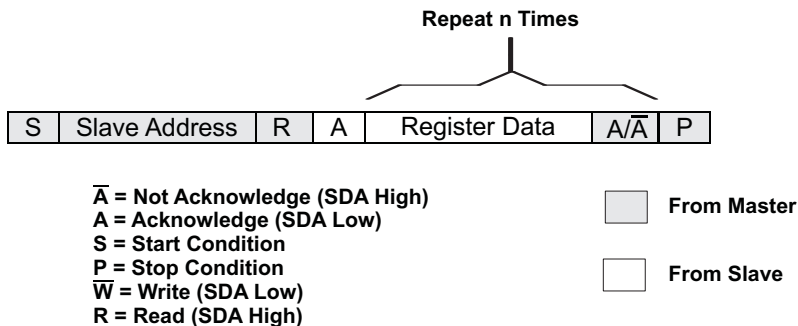 Repeat n Times
S Slave Address R A Register Data A/A̅ P
A̅ = Not Acknowledge (SDA High)
A = Acknowledge (SDA Low)
S = Start Condition
P = Stop Condition
W̅ = Write (SDA Low)
R = Read (SDA High)
From Master
From Slave